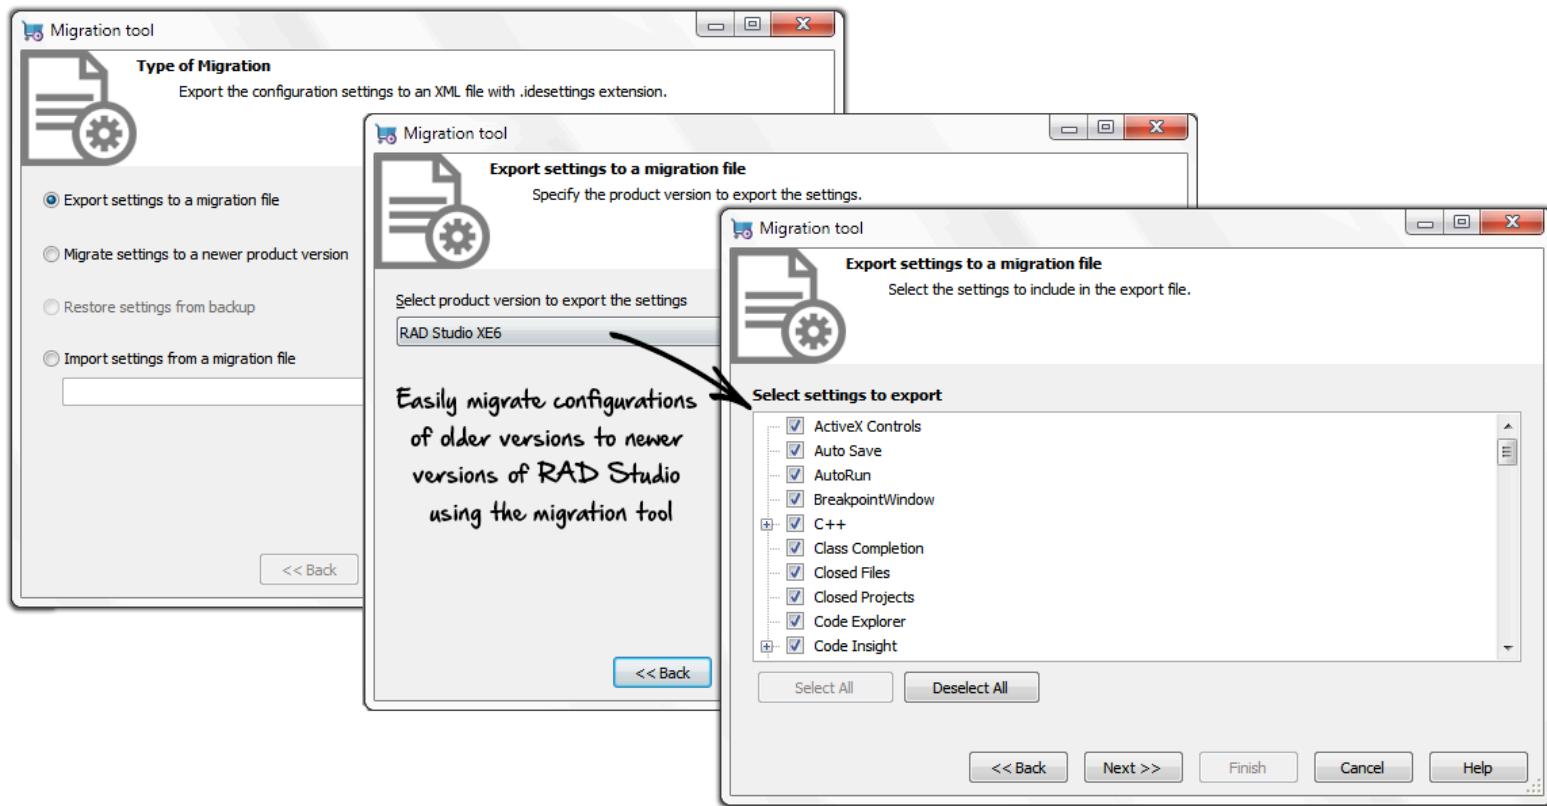 Migration tool
Type of Migration
Export the configuration settings to an XML file with .idesettings extension.
Export settings to a migration file
Migrate settings to a newer product version
Restore settings from backup
Import settings from a migration file
<< Back
Migration tool
Export settings to a migration file
Specify the product version to export the settings.
Select product version to export the settings
RAD Studio XE6
Easily migrate configurations
of older versions to newer
versions of RAD Studio
using the migration tool
<< Back
Migration tool
Export settings to a migration file
Select the settings to include in the export file.
Select settings to export
ActiveX Controls
Auto Save
AutoRun
BreakpointWindow
C++
Class Completion
Closed Files
Closed Projects
Code Explorer
Code Insight
Select All
Deselect All
<< Back
Next >>
Finish
Cancel
Help